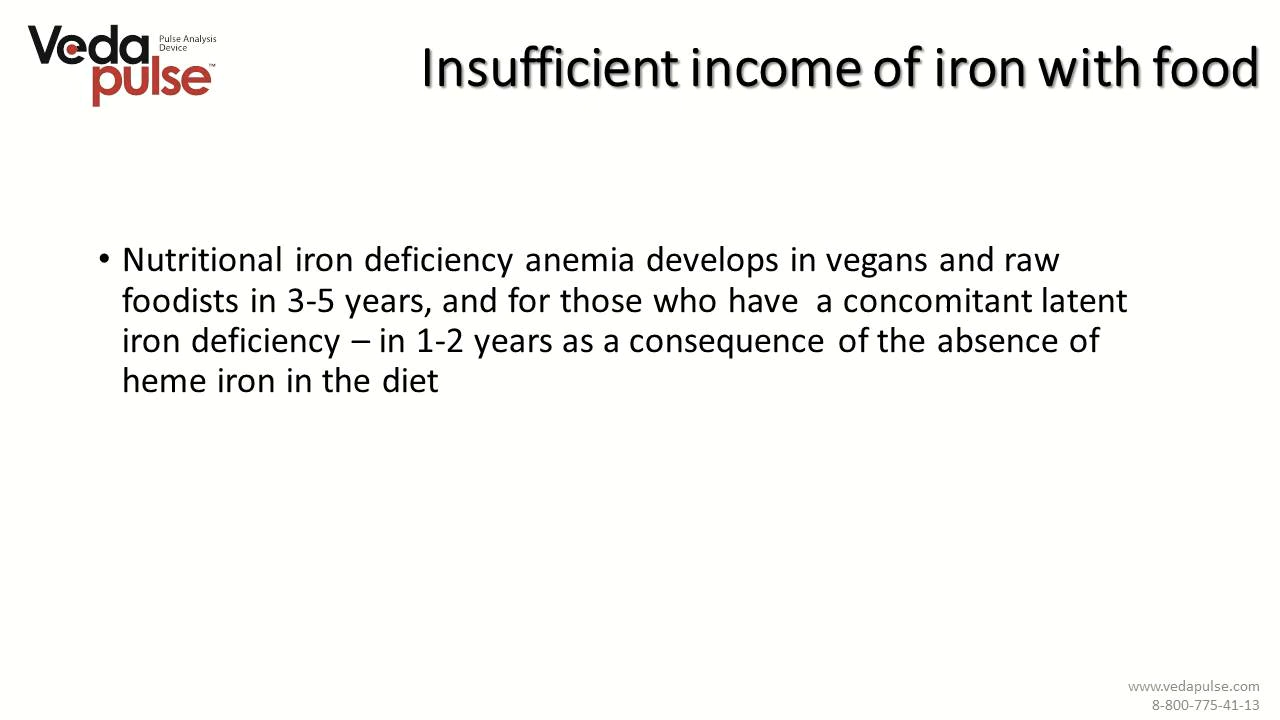 Veda
pulse™
Pulse Analysis
Device
Insufficient income of iron with food
• Nutritional iron deficiency anemia develops in vegans and raw
foodists in 3-5 years, and for those who have a concomitant latent
iron deficiency – in 1-2 years as a consequence of the absence of
heme iron in the diet
www.vedapulse.com
8-800-775-41-13